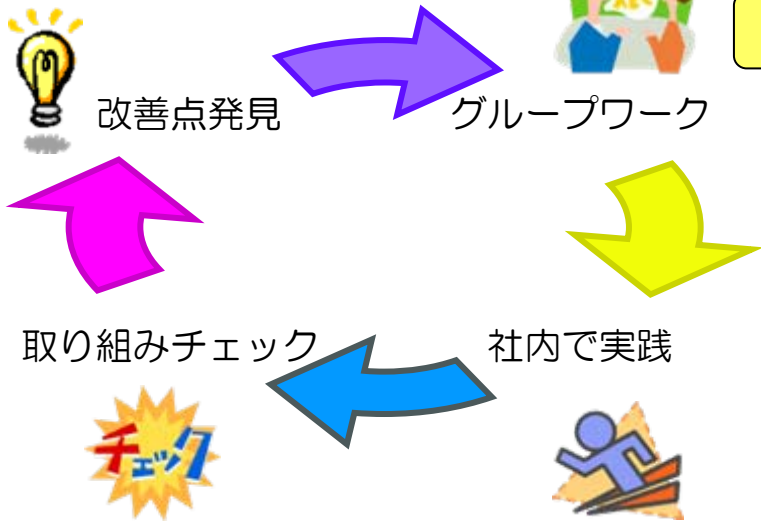 改善点発見
グループワーク
取り組みチェック
社内で実践
チェック